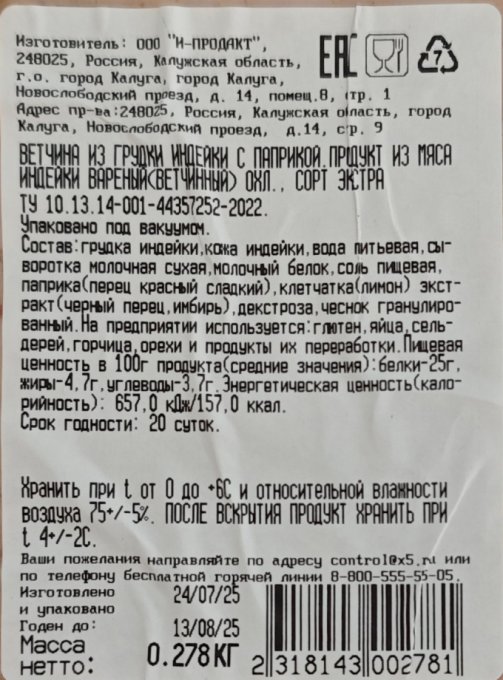 Изготовитель: ООО "И-ПРОДАКТ",
248025, Россия, Калужская область,
г.о. город Калуга, город Калуга,
Новослободский проезд, д. 14, помещ.8, стр. 1
Адрес пр-ва:248025, Россия, Калужская область, город
Калуга, Новослободский проезд, д.14, стр. 9
EAC
7
ВЕТЧИНА ИЗ ГРУДКИ ИНДЕЙКИ С ПАПРИКОЙ.ПРОДУКТ ИЗ МЯСА
ИНДЕЙКИ ВАРЕНЫЙ(ВЕТЧИННЫЙ) ОХЛ., СОРТ ЭКСТРА
ТУ 10.13.14-001-44357252-2022.
Упаковано под вакуумом.
Состав:грудка индейки,кожа индейки,вода питьевая,сы-
воротка молочная сухая,молочный белок,соль пищевая,
паприка(перец красный сладкий),клетчатка(лимон) экст-
ракт(черный перец,имбирь),декстроза,чеснок гранулиро-
ванный.На предприятии используется:глютен,яйца,сель-
дерей,горчица,орехи и продукты их переработки.Пищевая
ценность в 100г продукта(средние значения):белки-25г,
жиры-4,7г,углеводы-3,7г.Энергетическая ценность(кало-
рийность): 657,0 кДж/157,0 ккал.
Срок годности: 20 суток.
Хранить при t от 0 до +6С и относительной влажности
воздуха 75+/-5%. ПОСЛЕ ВСКРЫТИЯ ПРОДУКТ ХРАНИТЬ ПРИ
t 4+/-2С.
Ваши пожелания направляйте по адресу control@x5.ru или
по телефону бесплатной горячей линии 8-800-555-55-05.
Изготовлено
и упаковано 24/07/25
Годен до: 13/08/25
Масса
нетто: 0.278КГ
2 318143 002781